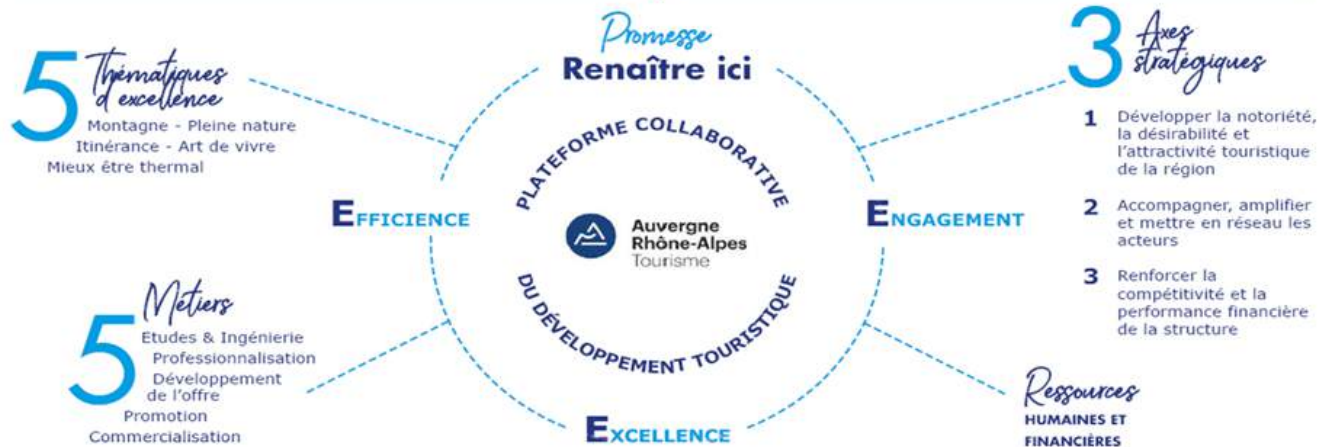 Promesse
Renaître ici
5 Thématiques
d'excellence
Montagne - Pleine nature
Itinérance - Art de vivre
Mieux être thermal
3 Axes
stratégiques
1 Développer la notoriété,
la désirabilité et
l'attractivité touristique
de la région
2 Accompagner, amplifier
et mettre en réseau les
acteurs
3 Renforcer la
compétitivité et la
performance financière
de la structure
PLATEFORME COLLABORATIVE
EFFICIENCE
ENGAGEMENT
Auvergne
Rhône-Alpes
Tourisme
DU DÉVELOPPEMENT TOURISTIQUE
5 Métiers
Etudes & Ingénierie
Professionnalisation
Développement
de l'offre
Promotion
Commercialisation
EXCELLENCE
Ressources
HUMAINES ET
FINANCIÈRES